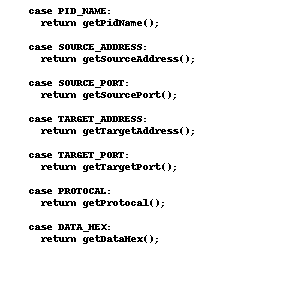 case PID_NAME:
return getPidName();
case SOURCE_ADDRESS:
return getSourceAddress();
case SOURCE_PORT:
return getSourcePort();
case TARGET_ADDRESS:
return getTargetAddress();
case TARGET_PORT:
return getTargetPort();
case PROTOCAL:
return getProtocal();
case DATA_HEX:
return getDataHex();